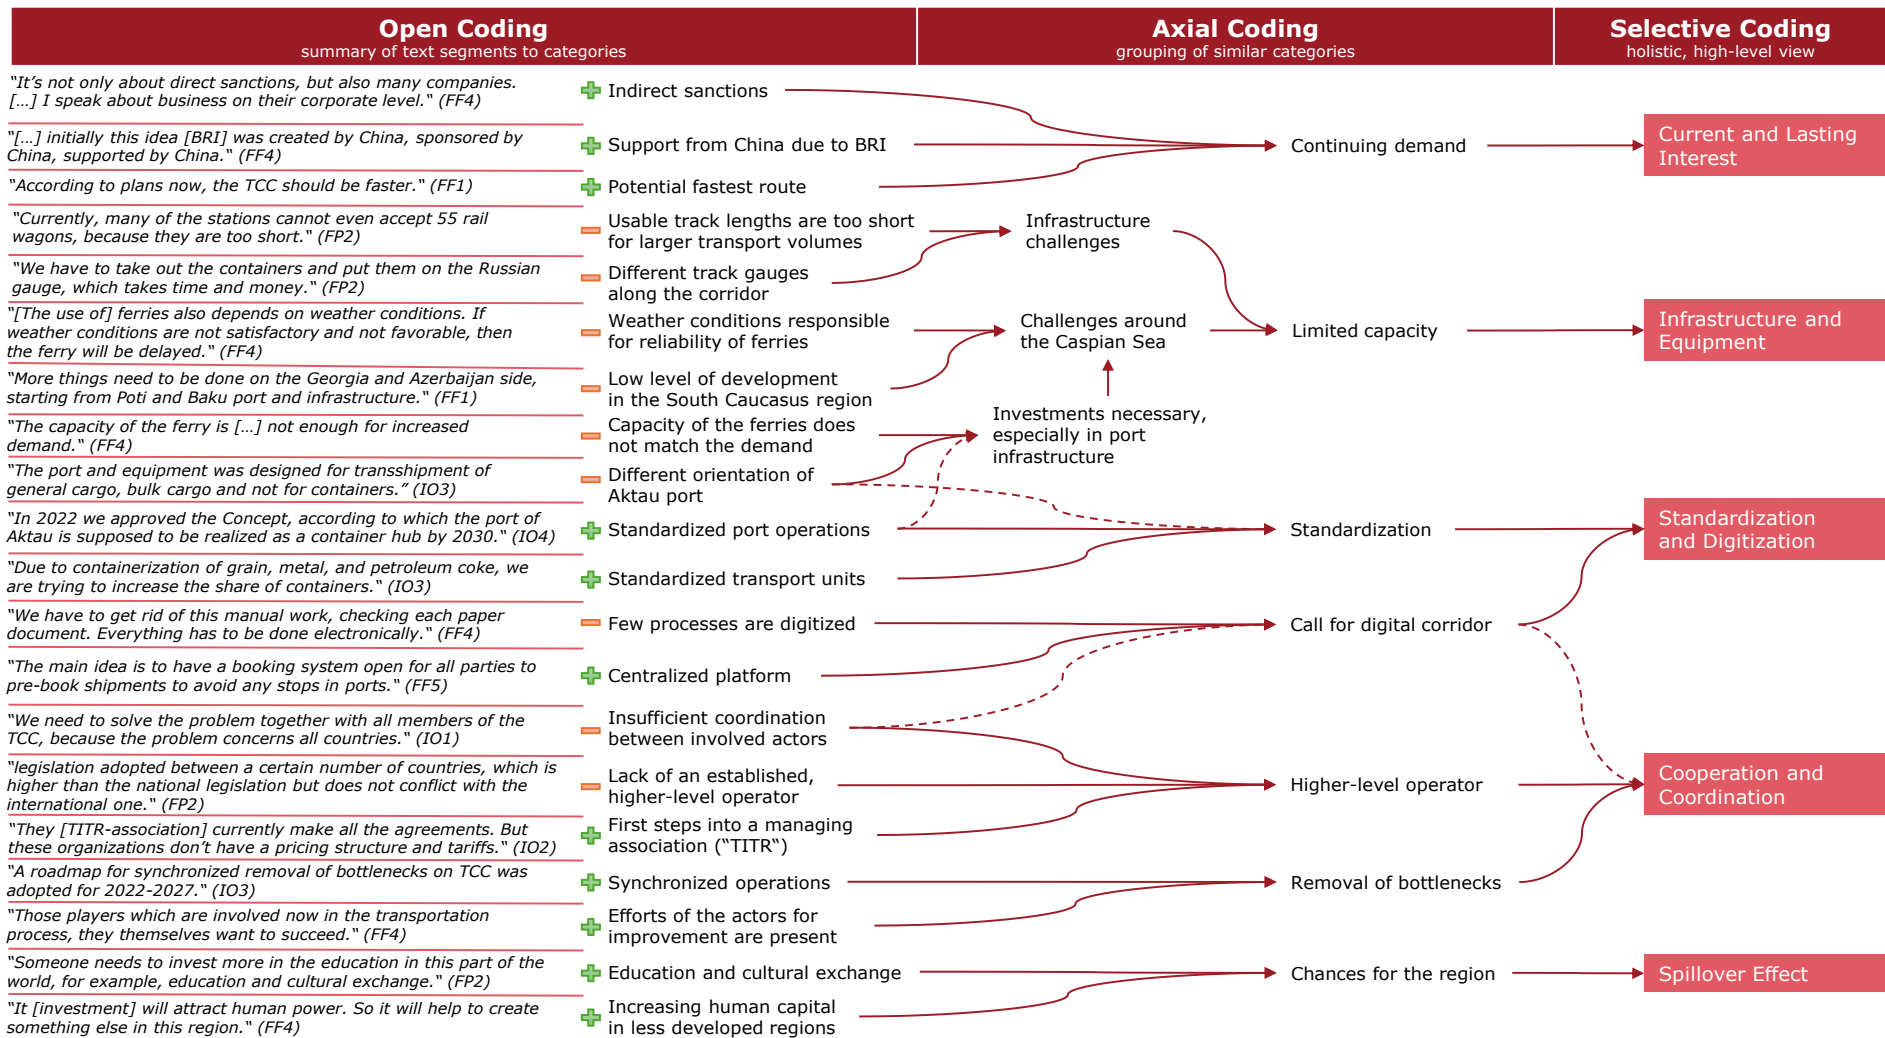 Open Coding
summary of text segments to categories
Axial Coding
grouping of similar categories
Selective Coding
holistic, high-level view
“It’s not only about direct sanctions, but also many companies.
[…] I speak about business on their corporate level.“ (FF4)
Indirect sanctions
“[…] initially this idea [BRI] was created by China, sponsored by
China, supported by China.“ (FF4)
Support from China due to BRI
Continuing demand
Current and Lasting
Interest
“According to plans now, the TCC should be faster.“ (FF1)
Potential fastest route
“Currently, many of the stations cannot even accept 55 rail
wagons, because they are too short.“ (FP2)
Usable track lengths are too short
for larger transport volumes
Infrastructure
challenges
“We have to take out the containers and put them on the Russian
gauge, which takes time and money.“ (FP2)
Different track gauges
along the corridor
“[The use of] ferries also depends on weather conditions. If
weather conditions are not satisfactory and not favorable, then
the ferry will be delayed.“ (FF4)
Weather conditions responsible
for reliability of ferries
Challenges around
the Caspian Sea
Limited capacity
Infrastructure and
Equipment
“More things need to be done on the Georgia and Azerbaijan side,
starting from Poti and Baku port and infrastructure.“ (FF1)
Low level of development
in the South Caucasus region
“The capacity of the ferry is […] not enough for increased
demand.“ (FF4)
Capacity of the ferries does
not match the demand
Investments necessary,
especially in port
infrastructure
“The port and equipment was designed for transshipment of
general cargo, bulk cargo and not for containers.” (IO3)
Different orientation of
Aktau port
“In 2022 we approved the Concept, according to which the port of
Aktau is supposed to be realized as a container hub by 2030.“ (IO4)
Standardized port operations
Standardization
Standardization
and Digitization
“Due to containerization of grain, metal, and petroleum coke, we
are trying to increase the share of containers.“ (IO3)
Standardized transport units
“We have to get rid of this manual work, checking each paper
document. Everything has to be done electronically.“ (FF4)
Few processes are digitized
Call for digital corridor
“The main idea is to have a booking system open for all parties to
pre-book shipments to avoid any stops in ports.“ (FF5)
Centralized platform
“We need to solve the problem together with all members of the
TCC, because the problem concerns all countries.“ (IO1)
Insufficient coordination
between involved actors
“legislation adopted between a certain number of countries, which is
higher than the national legislation but does not conflict with the
international one.“ (FP2)
Lack of an established,
higher-level operator
Higher-level operator
Cooperation and
Coordination
“They [TITR-association] currently make all the agreements. But
these organizations don’t have a pricing structure and tariffs.“ (IO2)
First steps into a managing
association (“TITR“)
“A roadmap for synchronized removal of bottlenecks on TCC was
adopted for 2022-2027.“ (IO3)
Synchronized operations
Removal of bottlenecks
“Those players which are involved now in the transportation
process, they themselves want to succeed.“ (FF4)
Efforts of the actors for
improvement are present
“Someone needs to invest more in the education in this part of the
world, for example, education and cultural exchange.“ (FP2)
Education and cultural exchange
Chances for the region
Spillover Effect
“It [investment] will attract human power. So it will help to create
something else in this region.“ (FF4)
Increasing human capital
in less developed regions